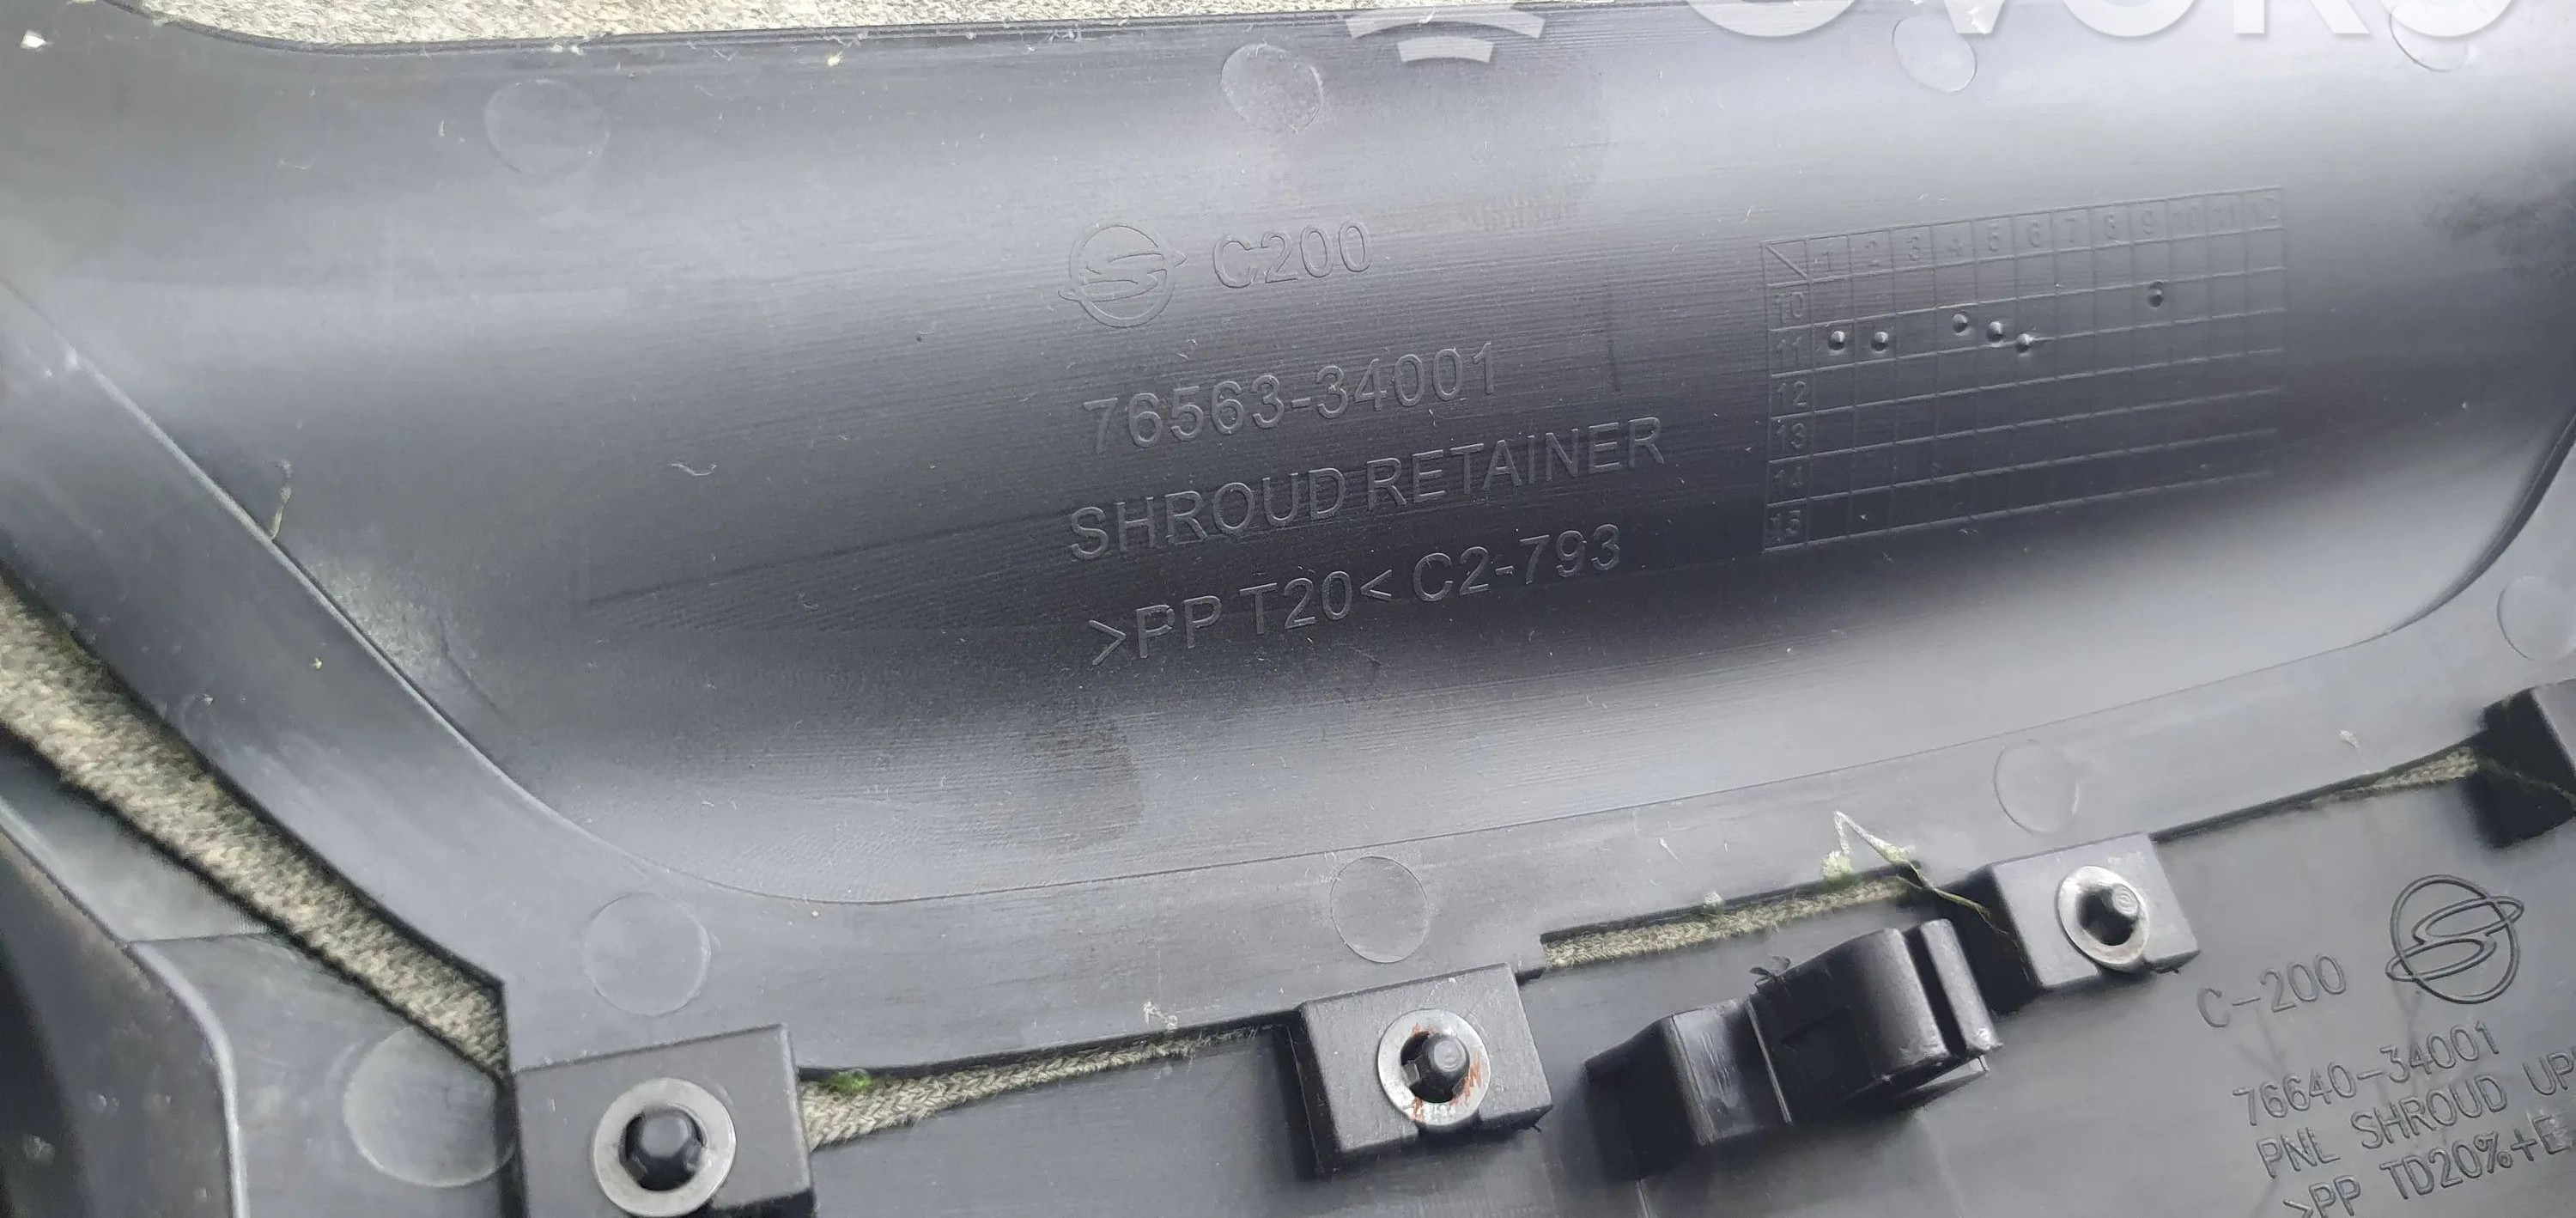 C200
76563-34001
SHROUD RETAINER
>PP T20< C2-793
1 2 3 4 5 6 7 8 9 10 11 12
10
11
12
13
14
15
C-200
76640-34001
PNL SHROUD UP
>PP TD20%+E